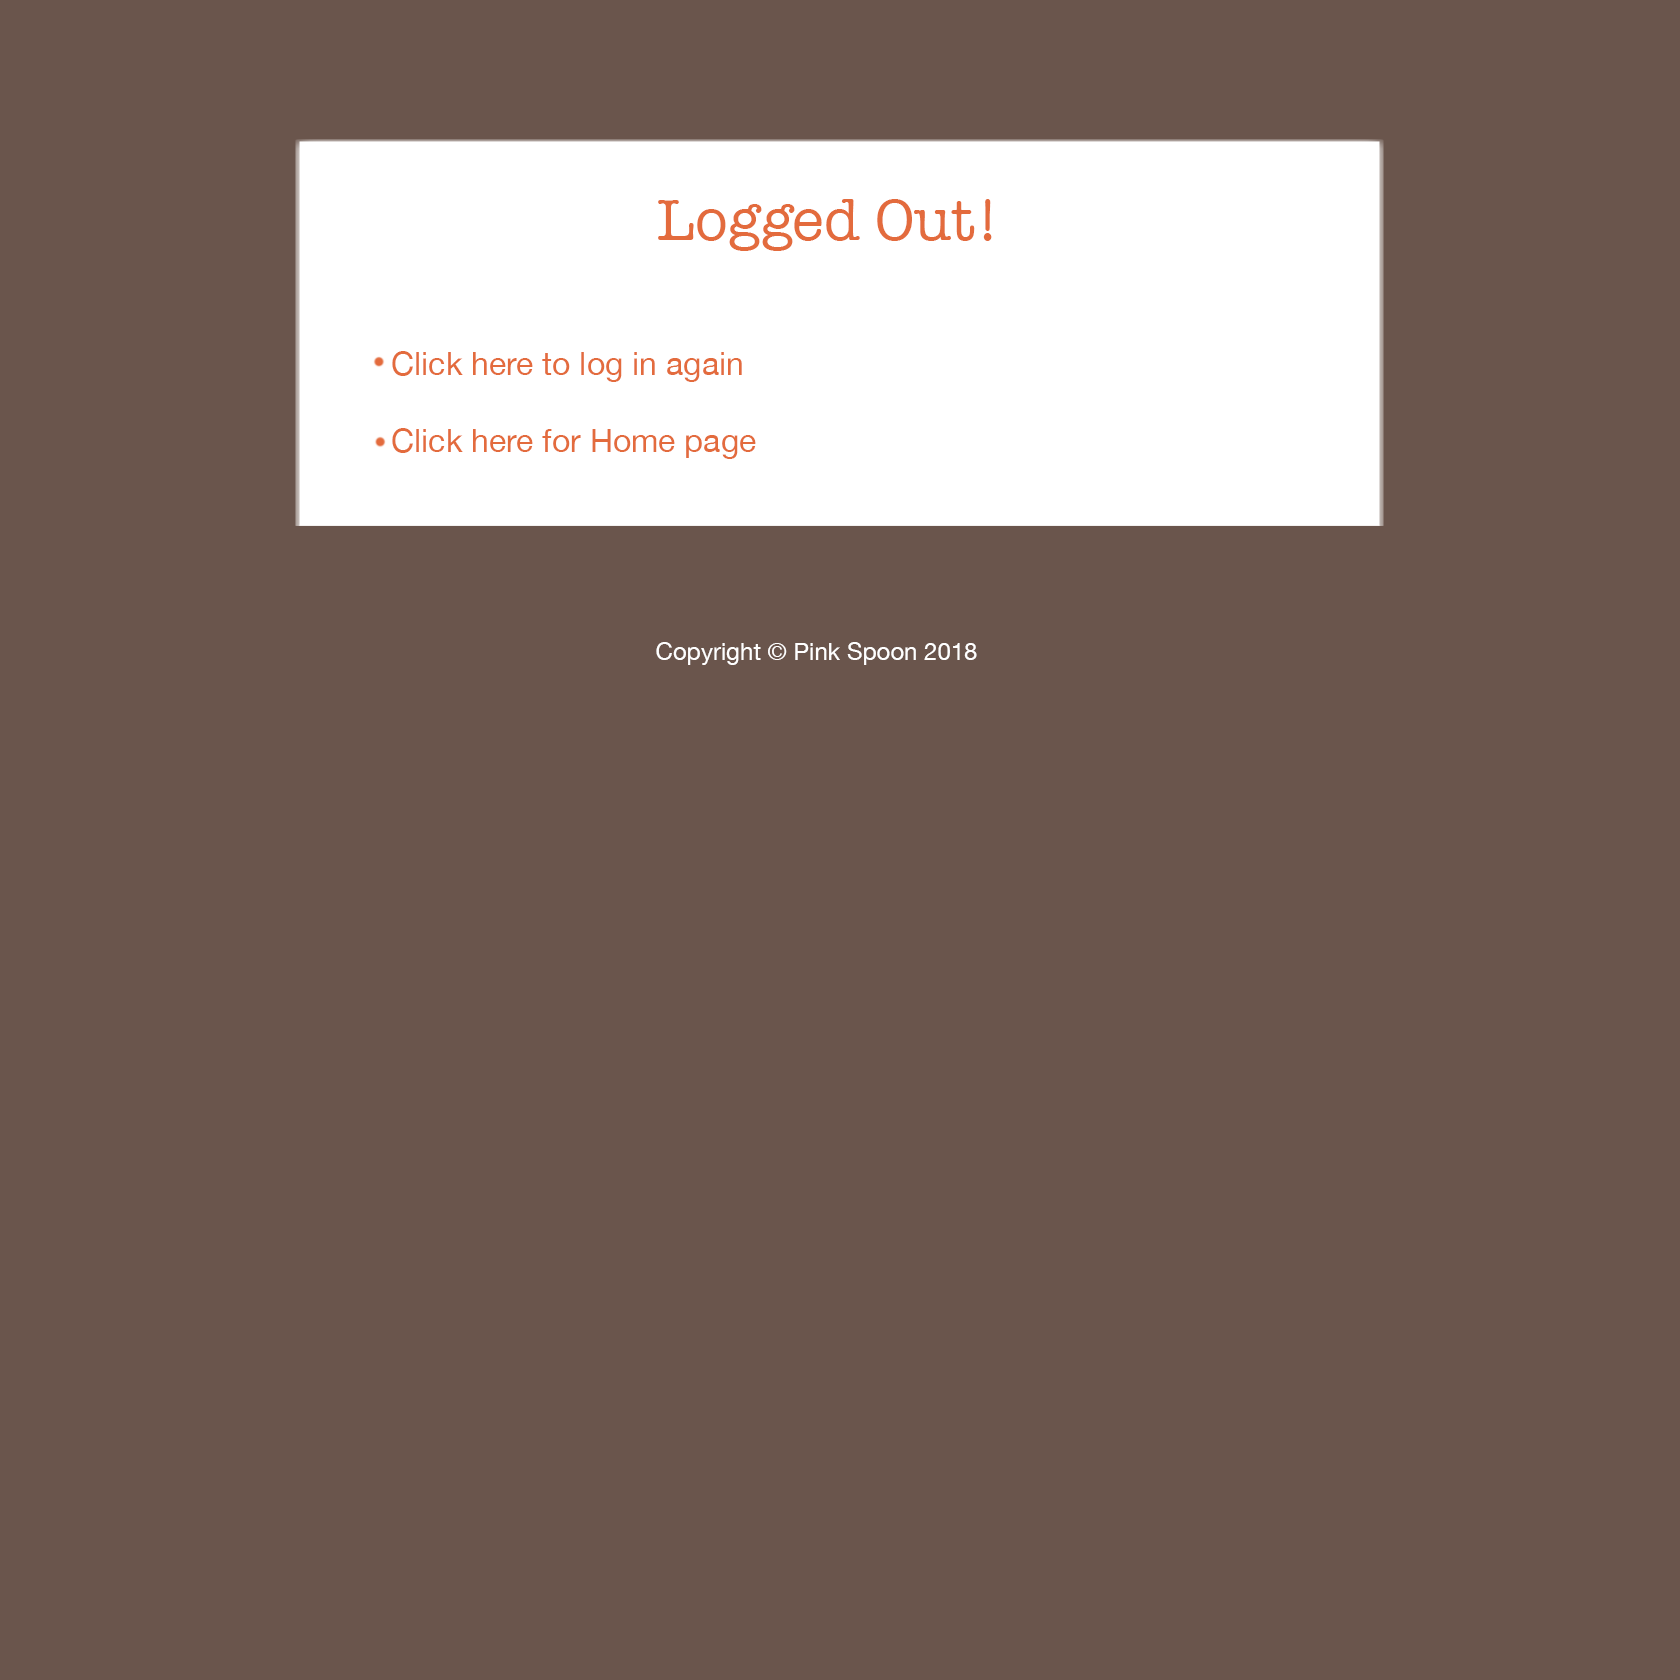 Logged Out!
• Click here to log in again
• Click here for Home page
Copyright © Pink Spoon 2018